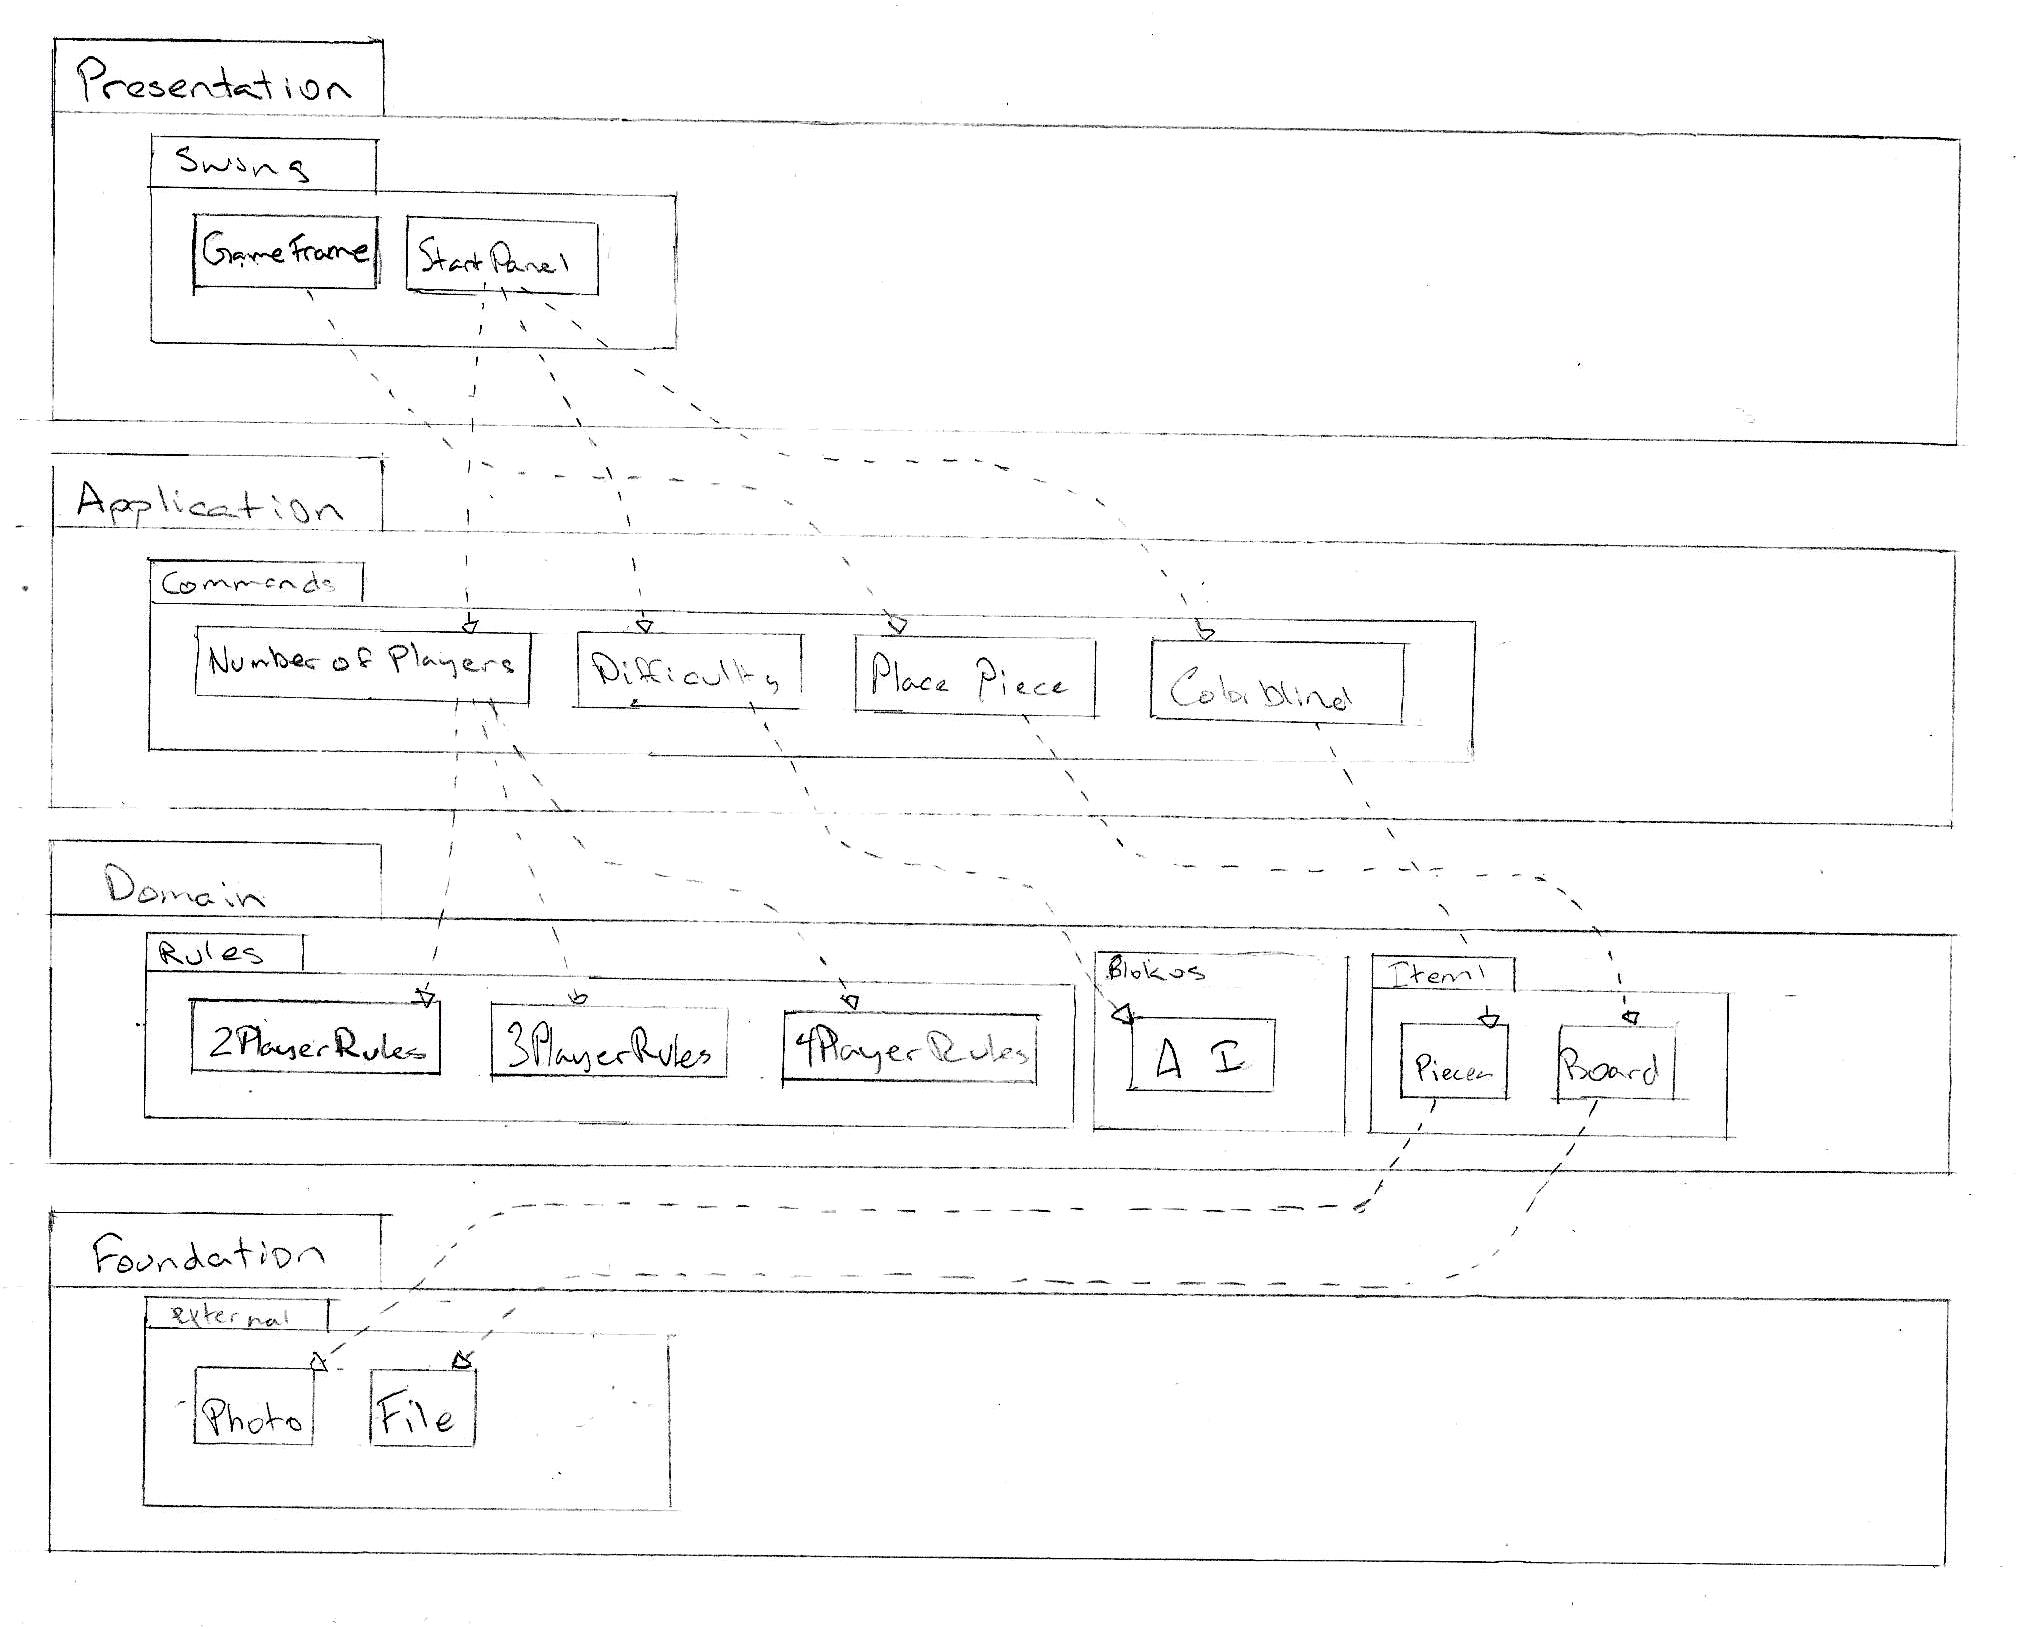 Presentation
Swing
GameFrame
StartPanel
Application
Commands
Number of Players
Difficulty
Place Piece
Colorblind
Domain
Rules
2PlayerRules
3PlayerRules
4PlayerRules
Blokus
AI
Item
Pieces
Board
Foundation
external
Photo
File